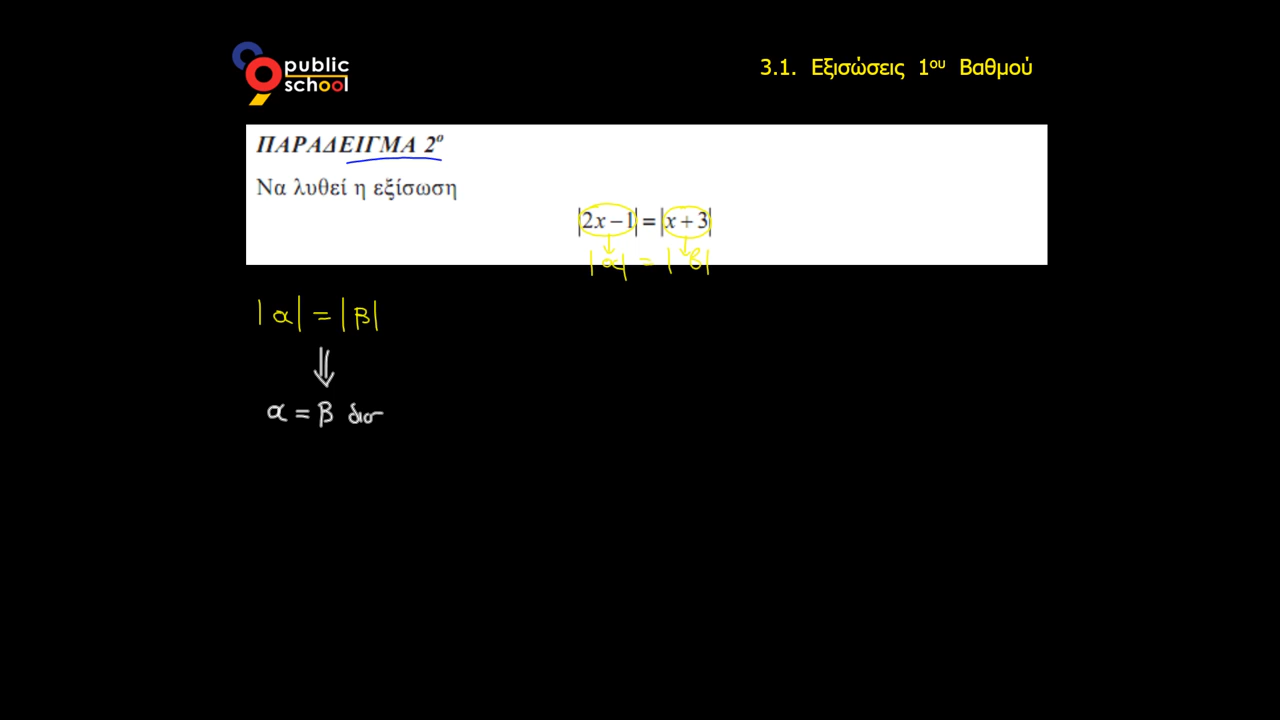 public
school
3.1. Εξισώσεις 1ου Βαθμού
ΠΑΡΑΔΕΙΓΜΑ 2ο
Να λυθεί η εξίσωση
|2x – 1| = |x + 3|
|α| = |β|
|α| = |β|
⇓
α = β